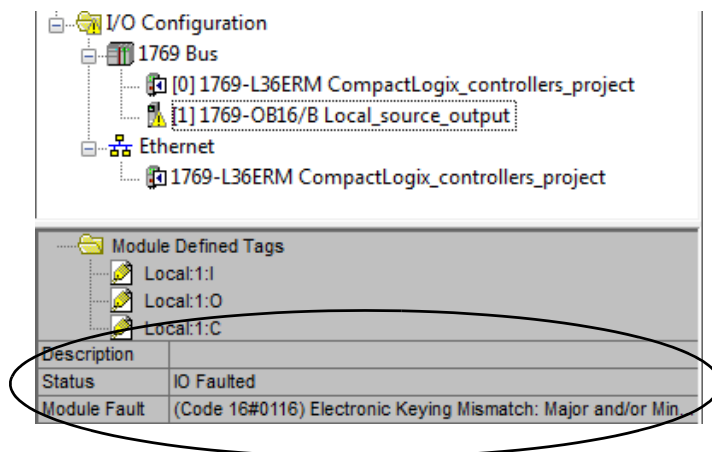 I/O Configuration
1769 Bus
[0] 1769-L36ERM CompactLogix_controllers_project
[1] 1769-OB16/B Local_source_output
Ethernet
1769-L36ERM CompactLogix_controllers_project
Module Defined Tags
Local:1:I
Local:1:O
Local:1:C
Description
Status IO Faulted
Module Fault (Code 16#0116) Electronic Keying Mismatch: Major and/or Min...